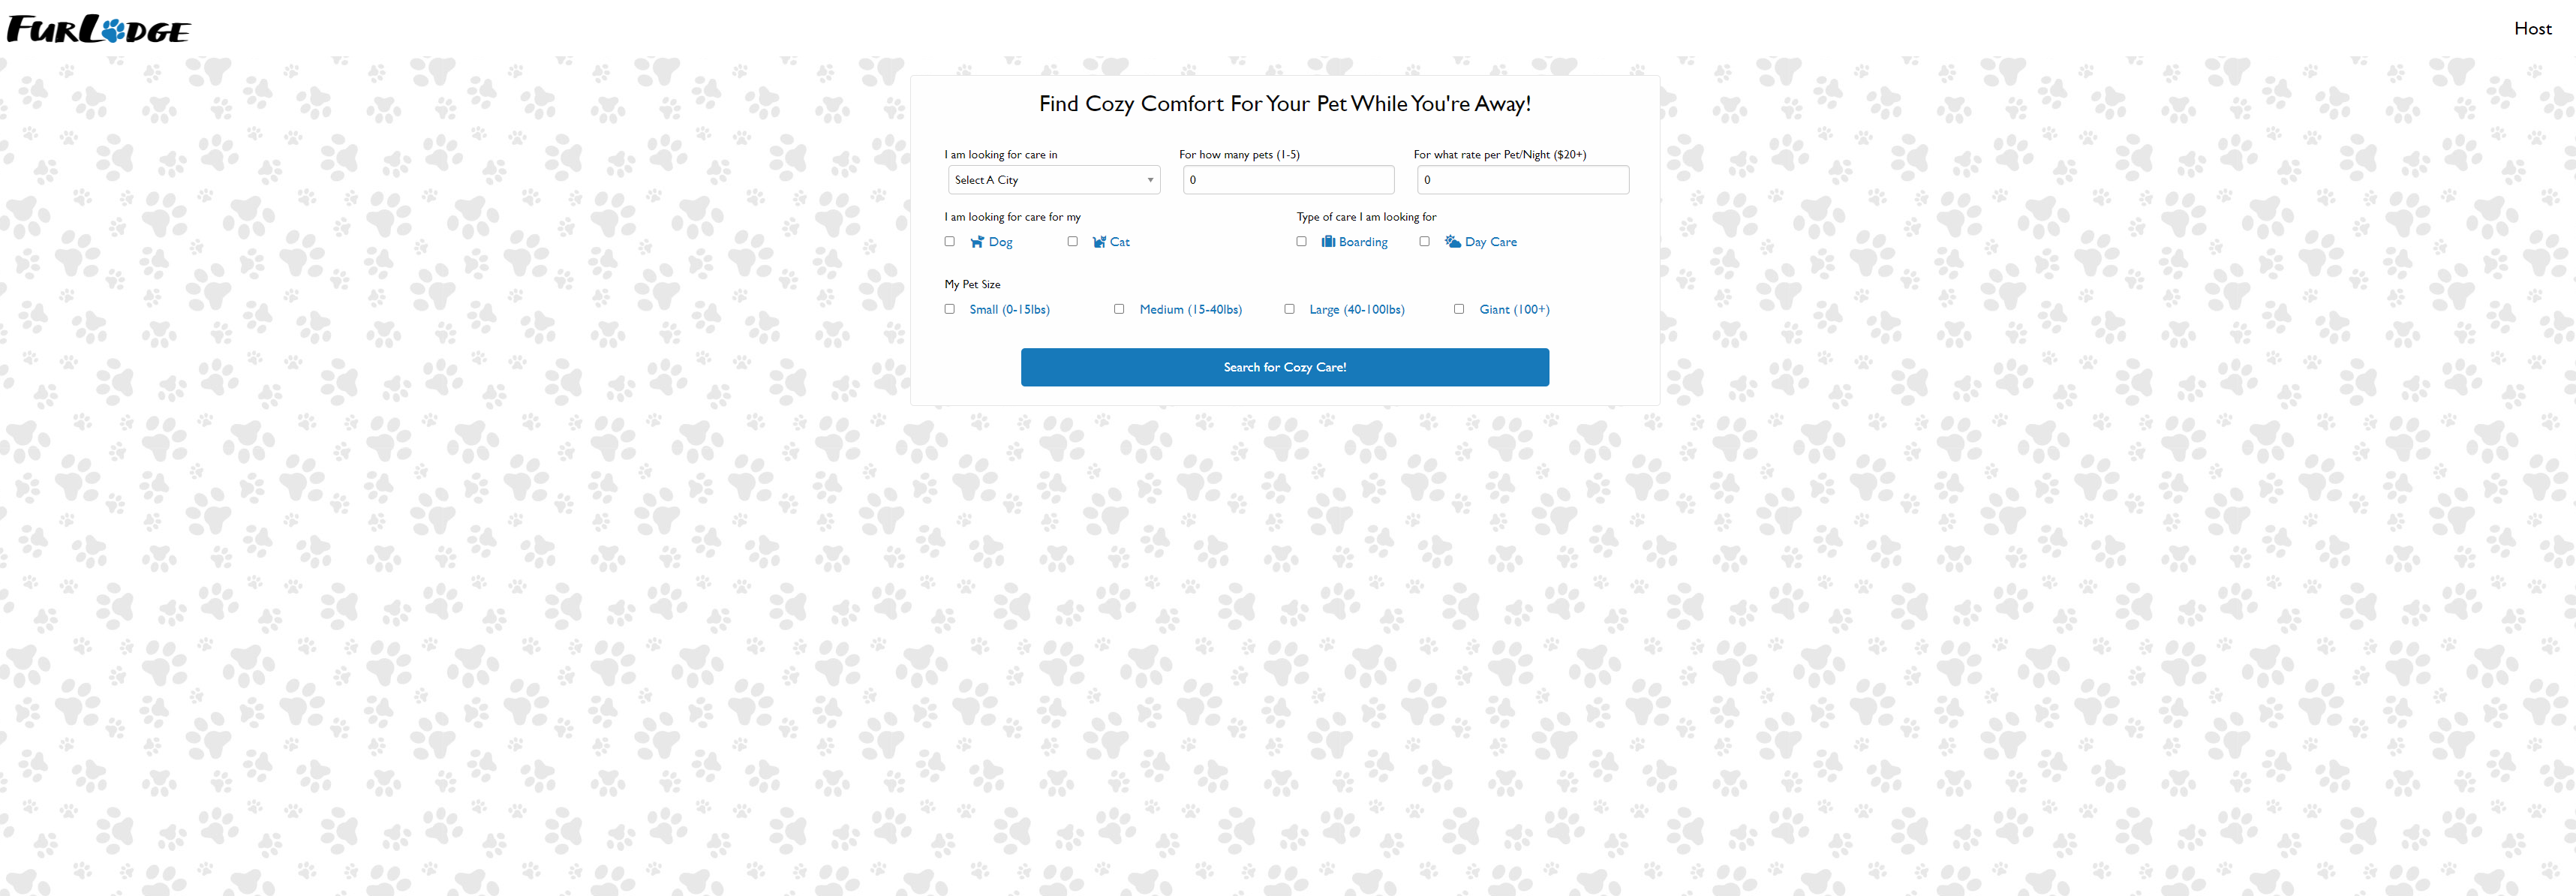 FURLODGE
Host
Find Cozy Comfort For Your Pet While You're Away!
I am looking for care in
For how many pets (1-5)
For what rate per Pet/Night ($20+)
Select A City
0
0
I am looking for care for my
Type of care I am looking for
Dog
Cat
Boarding
Day Care
My Pet Size
Small (0-15lbs)
Medium (15-40lbs)
Large (40-100lbs)
Giant (100+)
Search for Cozy Care!